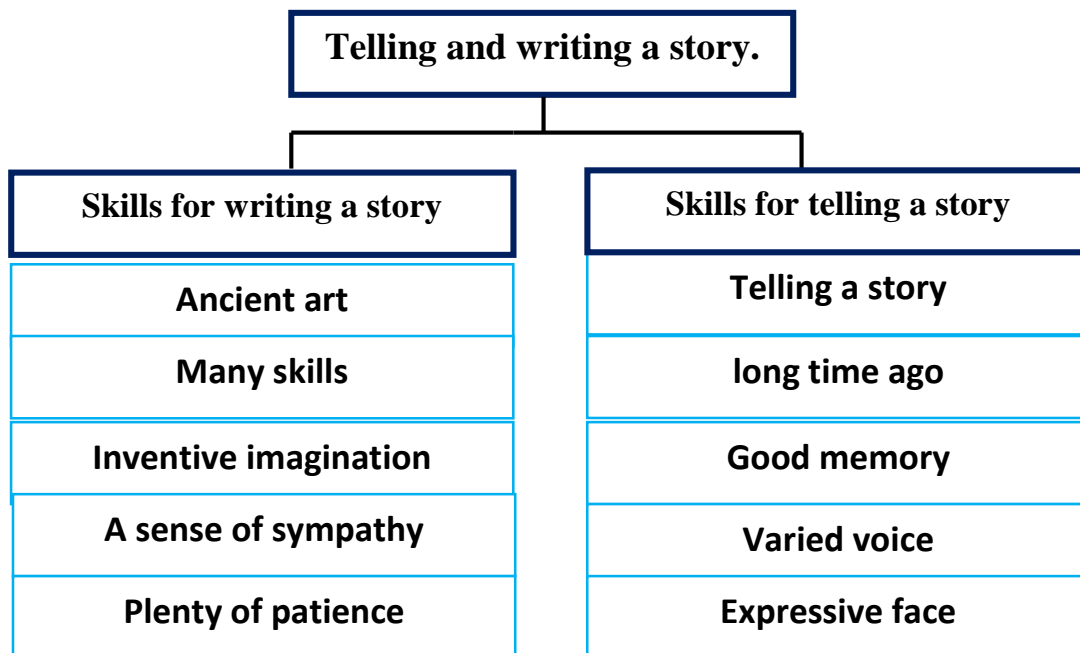 Telling and writing a story.
Skills for writing a story
Ancient art
Many skills
Inventive imagination
A sense of sympathy
Plenty of patience
Skills for telling a story
Telling a story
long time ago
Good memory
Varied voice
Expressive face